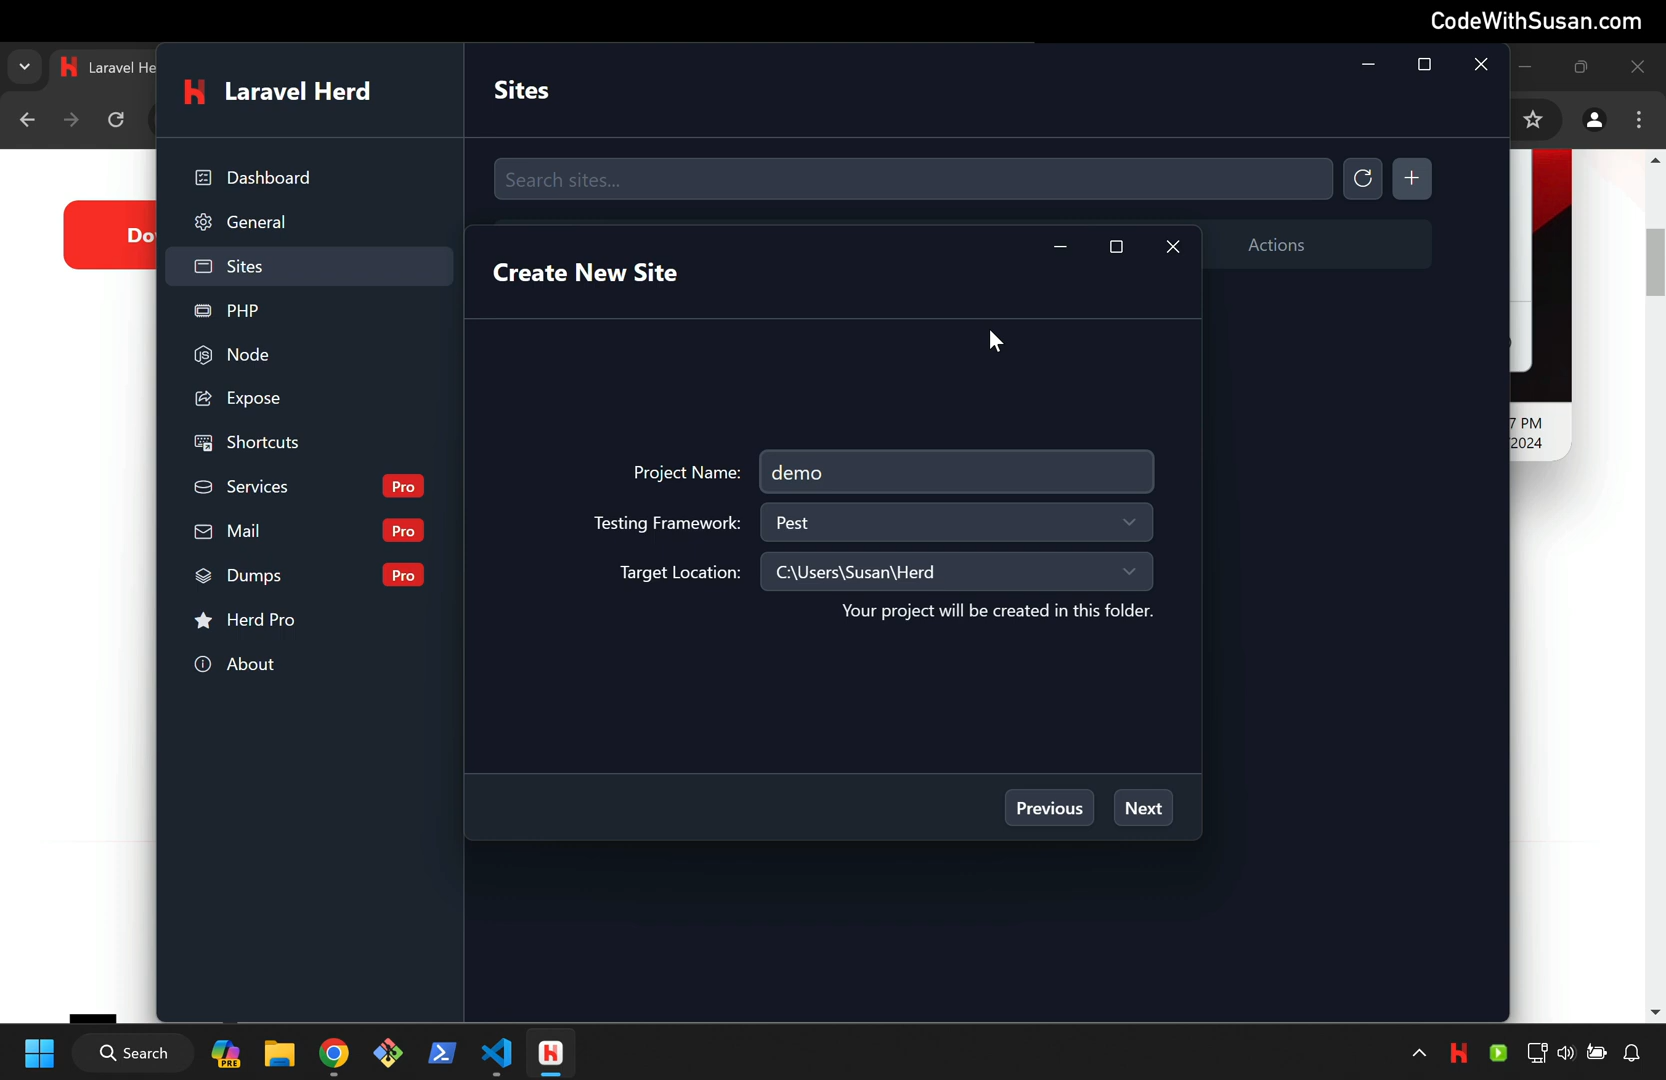 CodeWithSusan.com
Laravel He
Laravel Herd
Sites
Dashboard
General
Sites
PHP
Node
Expose
Shortcuts
Services Pro
Mail Pro
Dumps Pro
Herd Pro
About
Search sites...
Actions
Create New Site
Project Name: demo
Testing Framework: Pest
Target Location: C:\Users\Susan\Herd
Your project will be created in this folder.
Previous Next
Do
7 PM
2024
Search
PRE